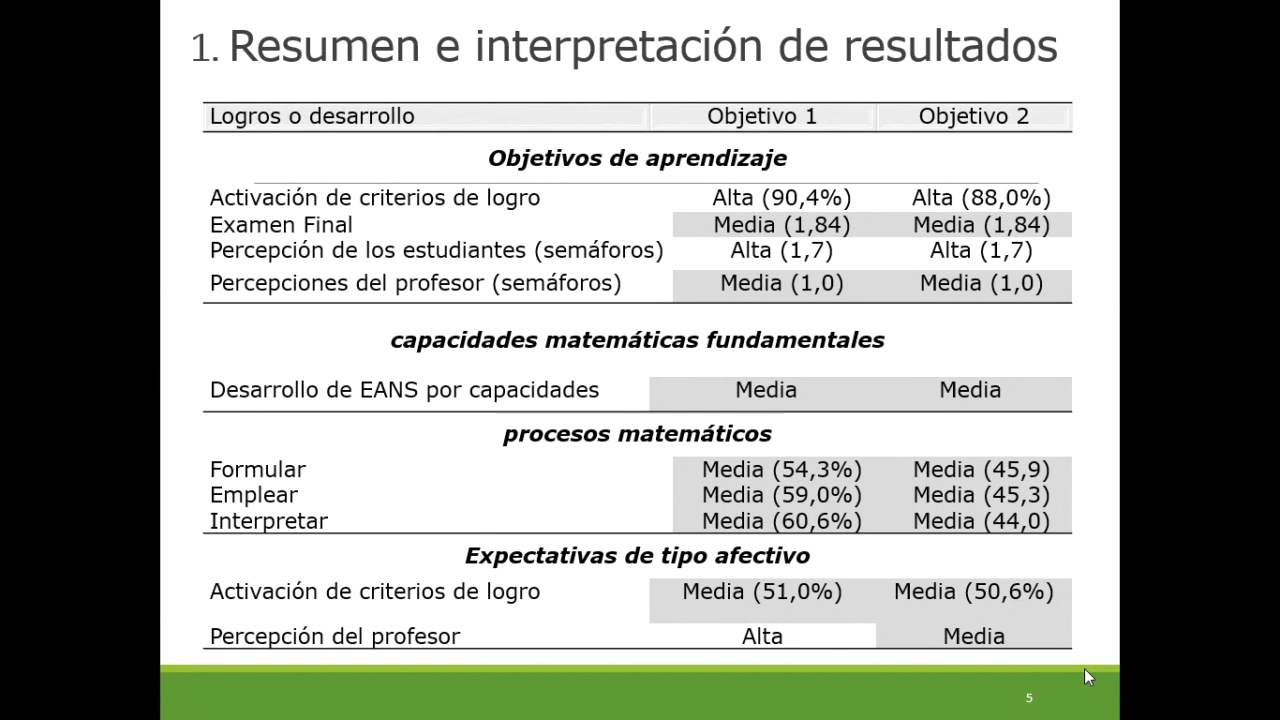 1. Resumen e interpretación de resultados
Logros o desarrollo Objetivo 1 Objetivo 2
Objetivos de aprendizaje
Activación de criterios de logro Alta (90,4%) Alta (88,0%)
Examen Final Media (1,84) Media (1,84)
Percepción de los estudiantes (semáforos) Alta (1,7) Alta (1,7)
Percepciones del profesor (semáforos) Media (1,0) Media (1,0)
capacidades matemáticas fundamentales
Desarrollo de EANS por capacidades Media Media
procesos matemáticos
Formular Media (54,3%) Media (45,9)
Emplear Media (59,0%) Media (45,3)
Interpretar Media (60,6%) Media (44,0)
Expectativas de tipo afectivo
Activación de criterios de logro Media (51,0%) Media (50,6%)
Percepción del profesor Alta Media
5